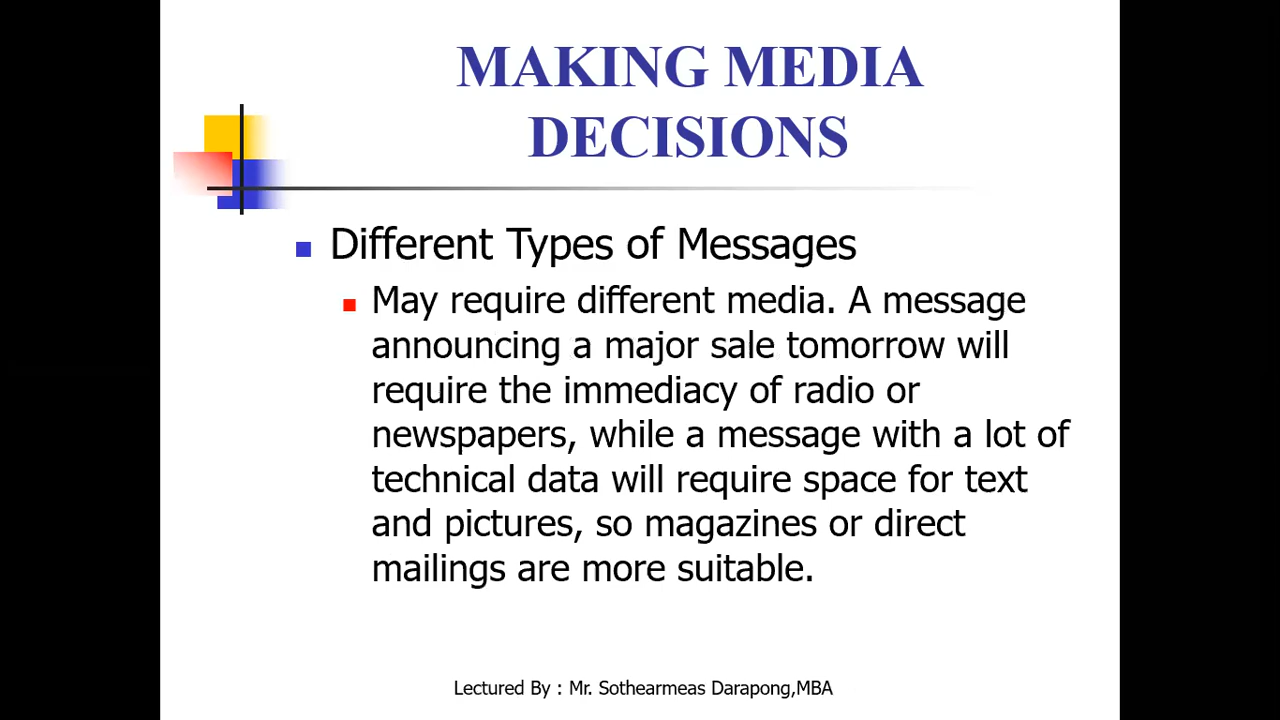 MAKING MEDIA
DECISIONS
Different Types of Messages
May require different media. A message
announcing a major sale tomorrow will
require the immediacy of radio or
newspapers, while a message with a lot of
technical data will require space for text
and pictures, so magazines or direct
mailings are more suitable.
Lectured By : Mr. Sothearmeas Darapong,MBA